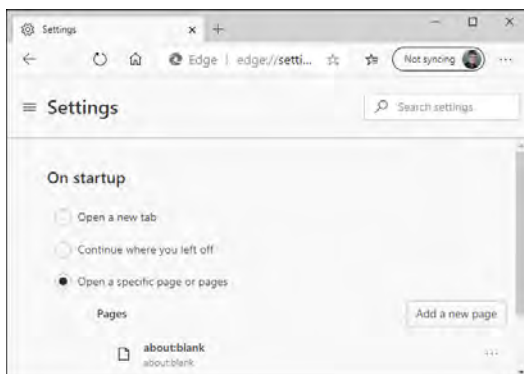 Settings
Edge | edge://setti...
Not syncing
Settings
Search settings
On startup
Open a new tab
Continue where you left off
Open a specific page or pages
Pages
Add a new page
about:blank
about:blank